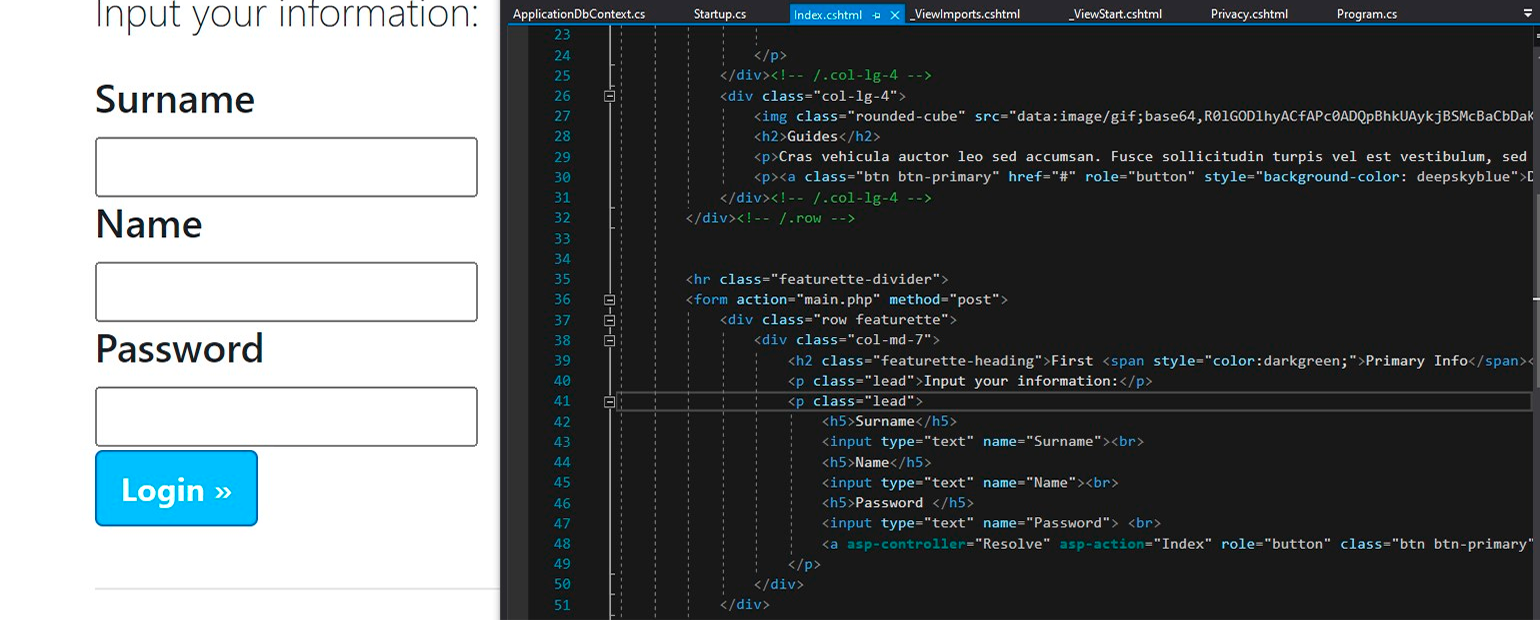 Input your information:
Surname
Name
Password
Login »
ApplicationDbContext.cs Startup.cs Index.cshtml _ViewImports.cshtml _ViewStart.cshtml Privacy.cshtml Program.cs
23
24 </p>
25 </div><!-- /.col-lg-4 -->
26 <div class="col-lg-4">
27 <img class="rounded-cube" src="data:image/gif;base64,R0lGODlhyACfAPc0ADQpBhkUAykjBSMcBaCbDaK
28 <h2>Guides</h2>
29 <p>Cras vehicula auctor leo sed accumsan. Fusce sollicitudin turpis vel est vestibulum, sed
30 <p><a class="btn btn-primary" href="#" role="button" style="background-color: deepskyblue">D
31 </div><!-- /.col-lg-4 -->
32 </div><!-- /.row -->
33
34
35 <hr class="featurette-divider">
36 <form action="main.php" method="post">
37 <div class="row featurette">
38 <div class="col-md-7">
39 <h2 class="featurette-heading">First <span style="color:darkgreen;">Primary Info</span><
40 <p class="lead">Input your information:</p>
41 <p class="lead">
42 <h5>Surname</h5>
43 <input type="text" name="Surname"><br>
44 <h5>Name</h5>
45 <input type="text" name="Name"><br>
46 <h5>Password </h5>
47 <input type="text" name="Password"> <br>
48 <a asp-controller="Resolve" asp-action="Index" role="button" class="btn btn-primary"
49 </p>
50 </div>
51 </div>